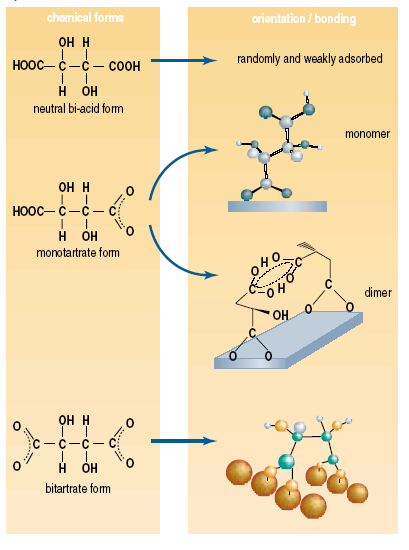 chemical forms
orientation / bonding
OH H
HOOC– C – C – COOH
H OH
neutral bi-acid form
randomly and weakly adsorbed
monomer
OH H
O
HOOC– C – C – C
O
H OH
monotartrate form
H O C
O O
C H
O H
OH
C
O O
C
O O
dimer
OH H
O O
C – C – C – C
O O
H OH
bitartrate form